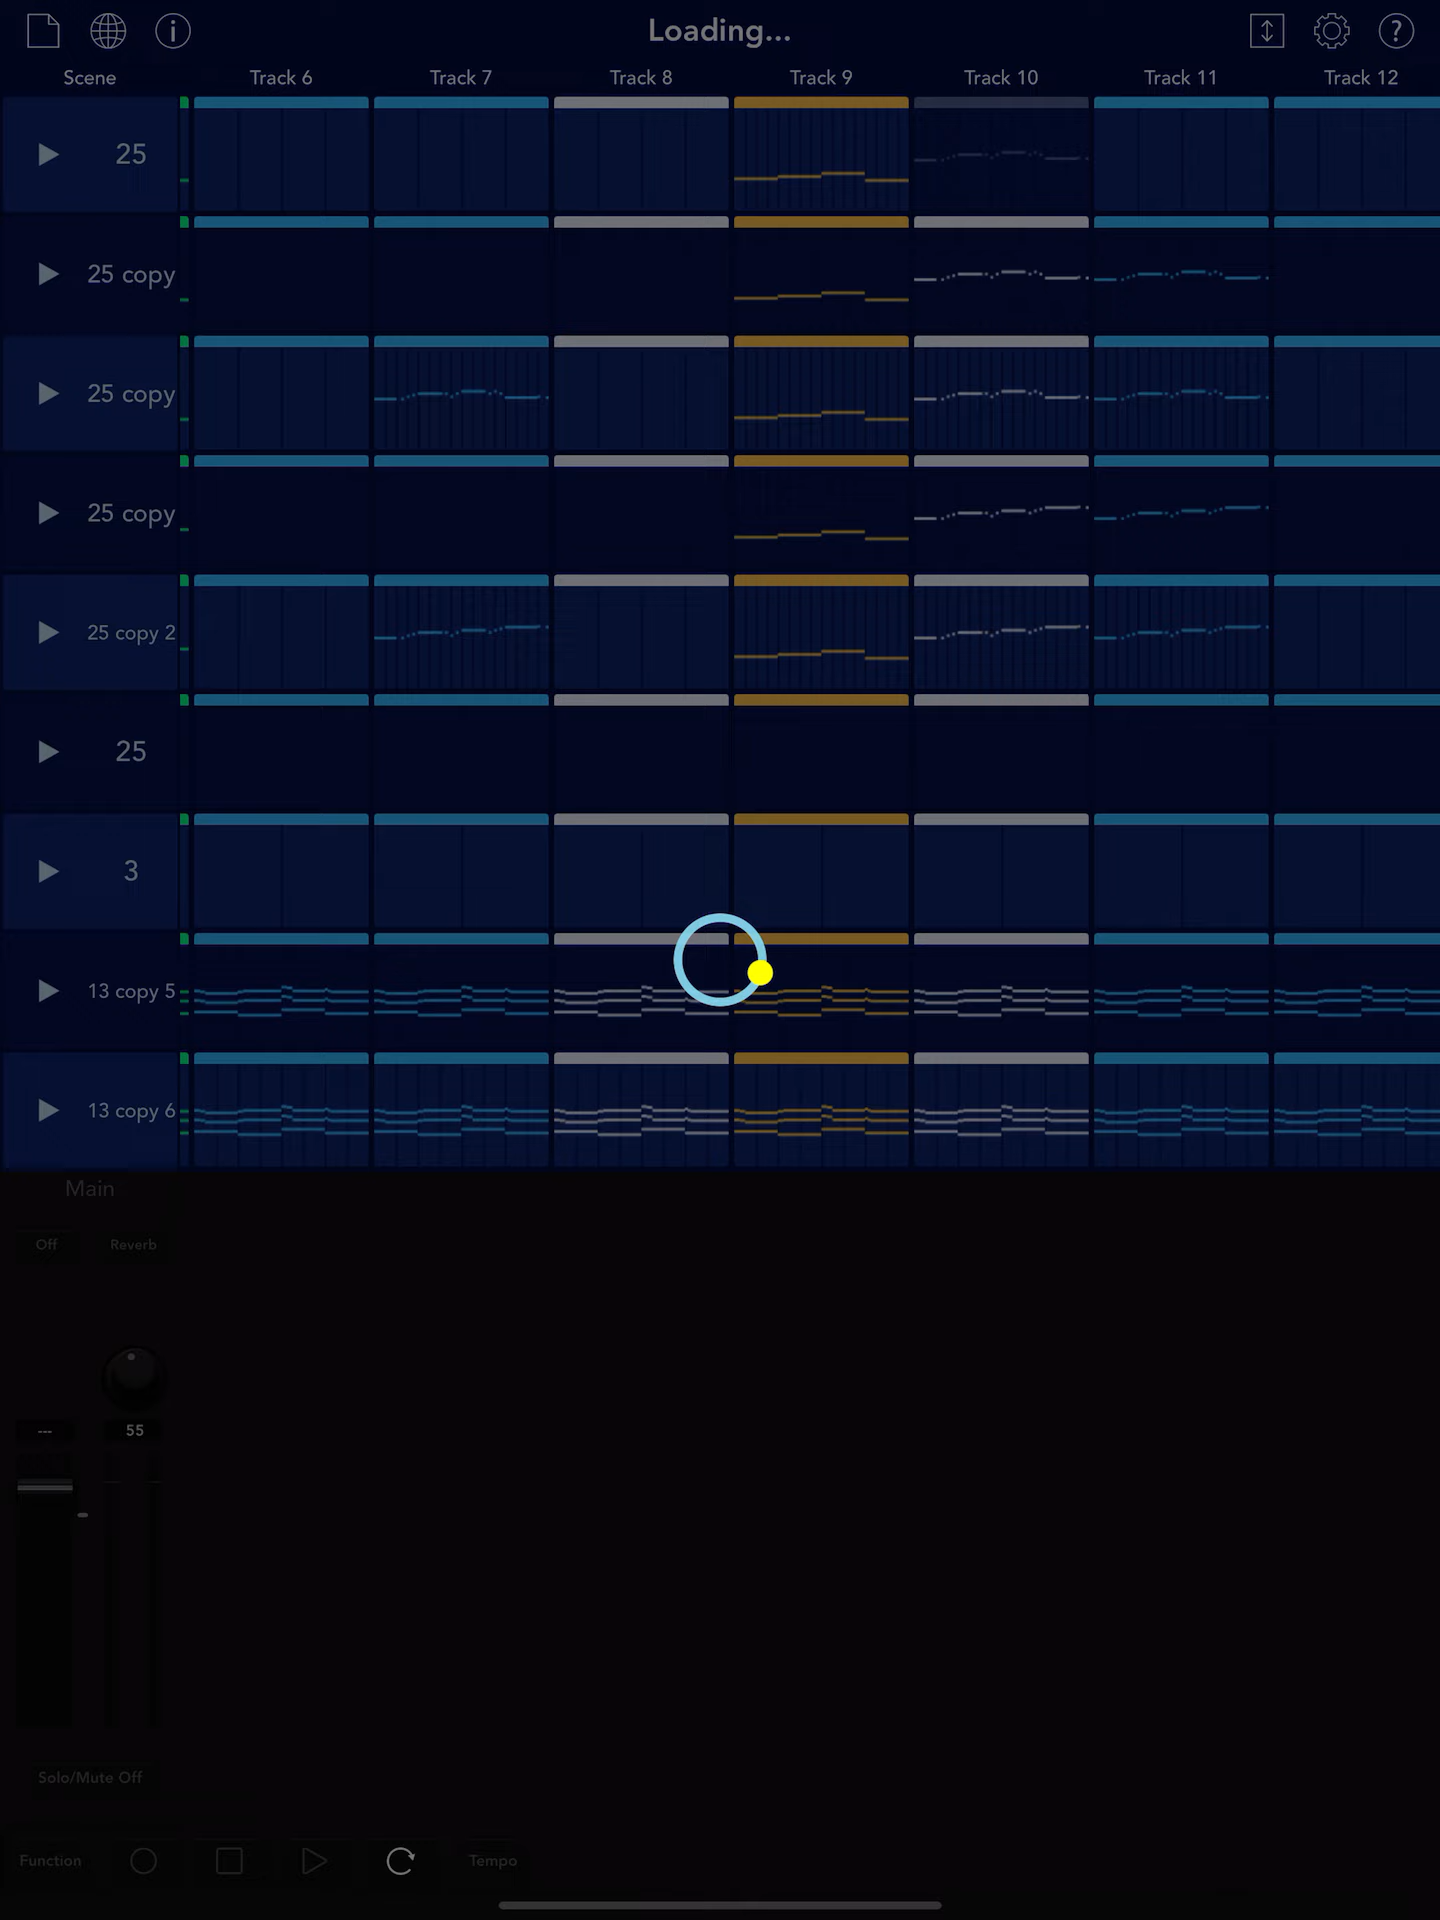 Loading...
Scene Track 6 Track 7 Track 8 Track 9 Track 10 Track 11 Track 12
25
25 copy
25 copy
25 copy
25 copy 2
25
3
13 copy 5
13 copy 6
Main
Off Reverb
--- 55
Solo/Mute Off
Function Tempo